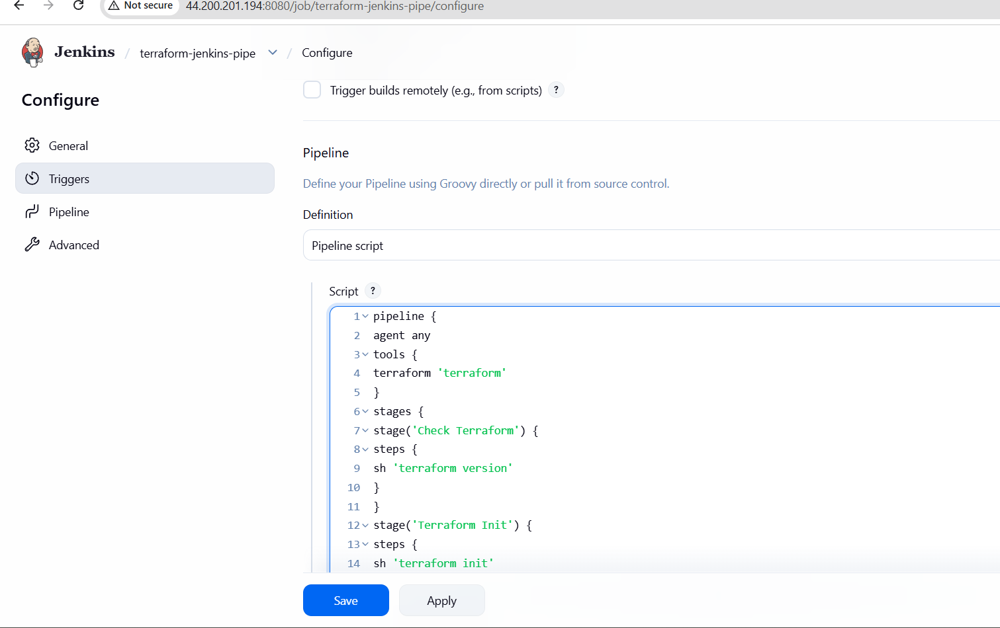 Not secure 44.200.201.194:8080/job/terraform-jenkins-pipe/configure
Jenkins / terraform-jenkins-pipe / Configure
Configure
General
Triggers
Pipeline
Advanced
Trigger builds remotely (e.g., from scripts) ?
Pipeline
Define your Pipeline using Groovy directly or pull it from source control.
Definition
Pipeline script
Script ?
1 pipeline {
2 agent any
3 tools {
4 terraform 'terraform'
5 }
6 stages {
7 stage('Check Terraform') {
8 steps {
9 sh 'terraform version'
10 }
11 }
12 stage('Terraform Init') {
13 steps {
14 sh 'terraform init'
Save Apply